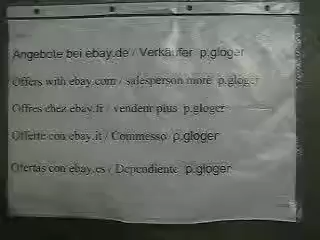 Angebote bei ebay.de / Verkäufer p.gloger
Offers with ebay.com / salesperson more p.gloger
Offres chez ebay.fr / vendeur plus p.gloger
Offerte con ebay.it / Commesso p.gloger
Ofertas con ebay.es / Dependiente p.gloger